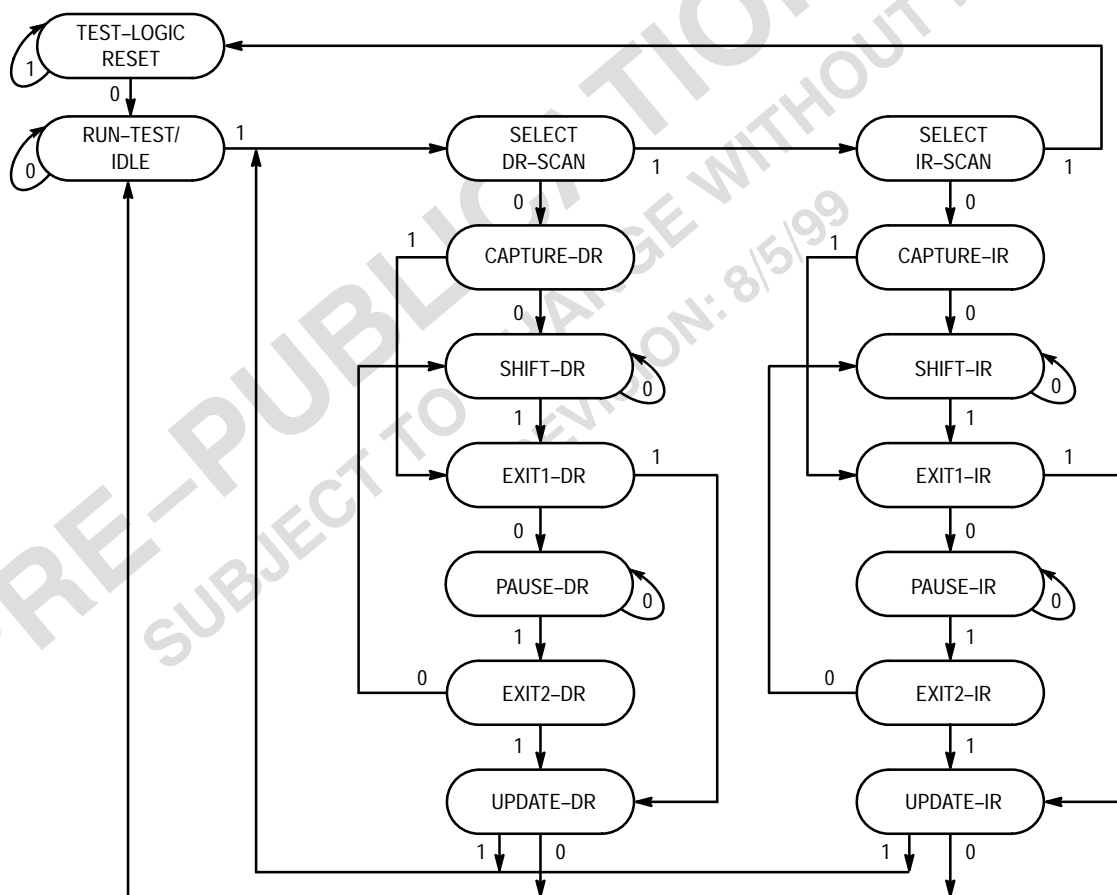 TEST–LOGIC
RESET
1
0
RUN–TEST/
IDLE
0
1
SELECT
DR–SCAN
1
0
SELECT
IR–SCAN
1
0
1
CAPTURE–DR
0
1
CAPTURE–IR
0
SHIFT–DR
0
1
SHIFT–IR
0
1
EXIT1–DR
1
0
EXIT1–IR
1
0
PAUSE–DR
0
1
PAUSE–IR
0
1
0
EXIT2–DR
1
0
EXIT2–IR
1
UPDATE–DR
1
0
UPDATE–IR
1
0
PRE–PUBLICATION
SUBJECT TO CHANGE WITHOUT
REVISION: 8/5/99